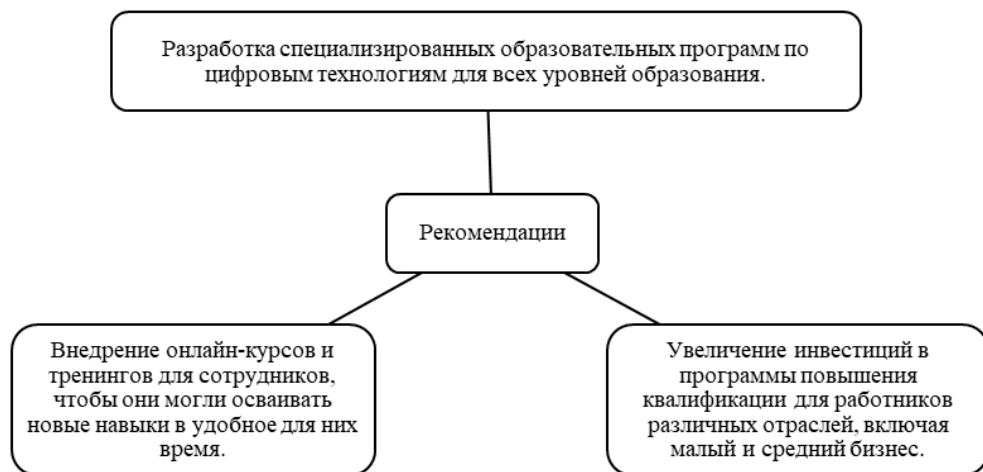 Разработка специализированных образовательных программ по
цифровым технологиям для всех уровней образования.
Рекомендации
Внедрение онлайн-курсов и
тренингов для сотрудников,
чтобы они могли осваивать
новые навыки в удобное для них
время.
Увеличение инвестиций в
программы повышения
квалификации для работников
различных отраслей, включая
малый и средний бизнес.